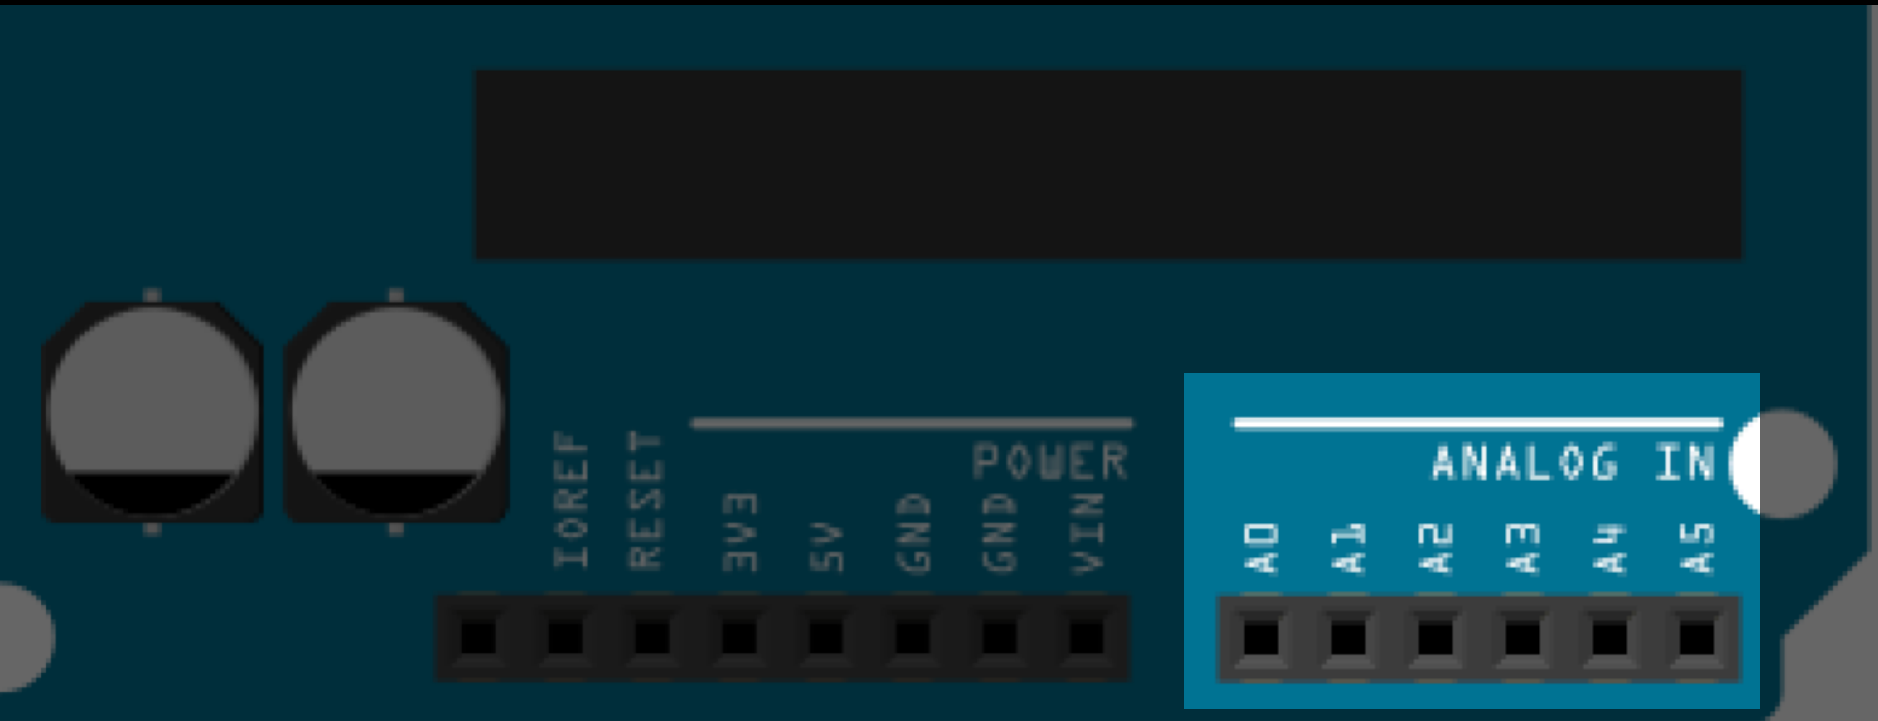 POWER
IOREF
RESET
3V3
5V
GND
GND
VIN
ANALOG IN
A0
A1
A2
A3
A4
A5